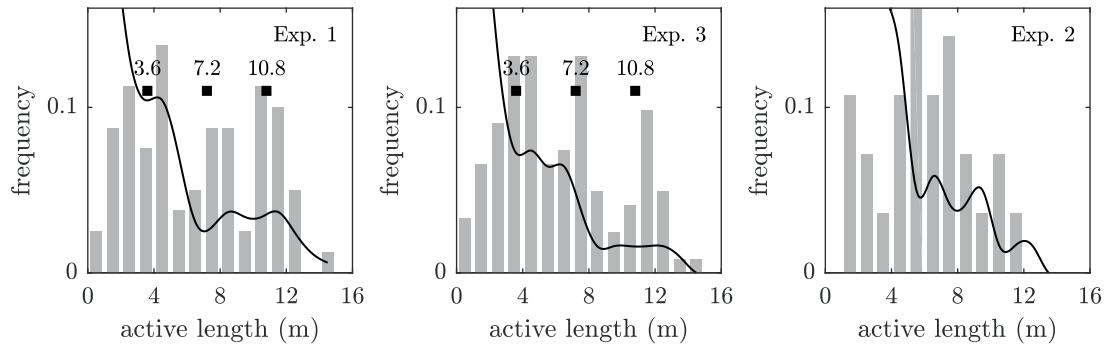 Exp. 1
3.6 7.2 10.8
0.1
0
frequency
0 4 8 12 16
active length (m)
Exp. 3
3.6 7.2 10.8
0.1
0
frequency
0 4 8 12 16
active length (m)
Exp. 2
0.1
0
frequency
0 4 8 12 16
active length (m)